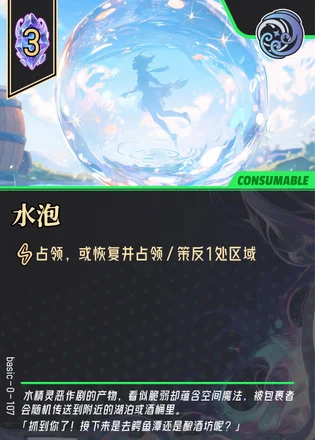 3
CONSUMABLE
水泡
占领，或恢复并占领/策反1处区域
basic-0-107
水精灵恶作剧的产物，看似脆弱却蕴含空间魔法，被包裹者
会随机传送到附近的湖泊或酒桶里。
「抓到你了！接下来是去鳄鱼潭还是酿酒坊呢？」